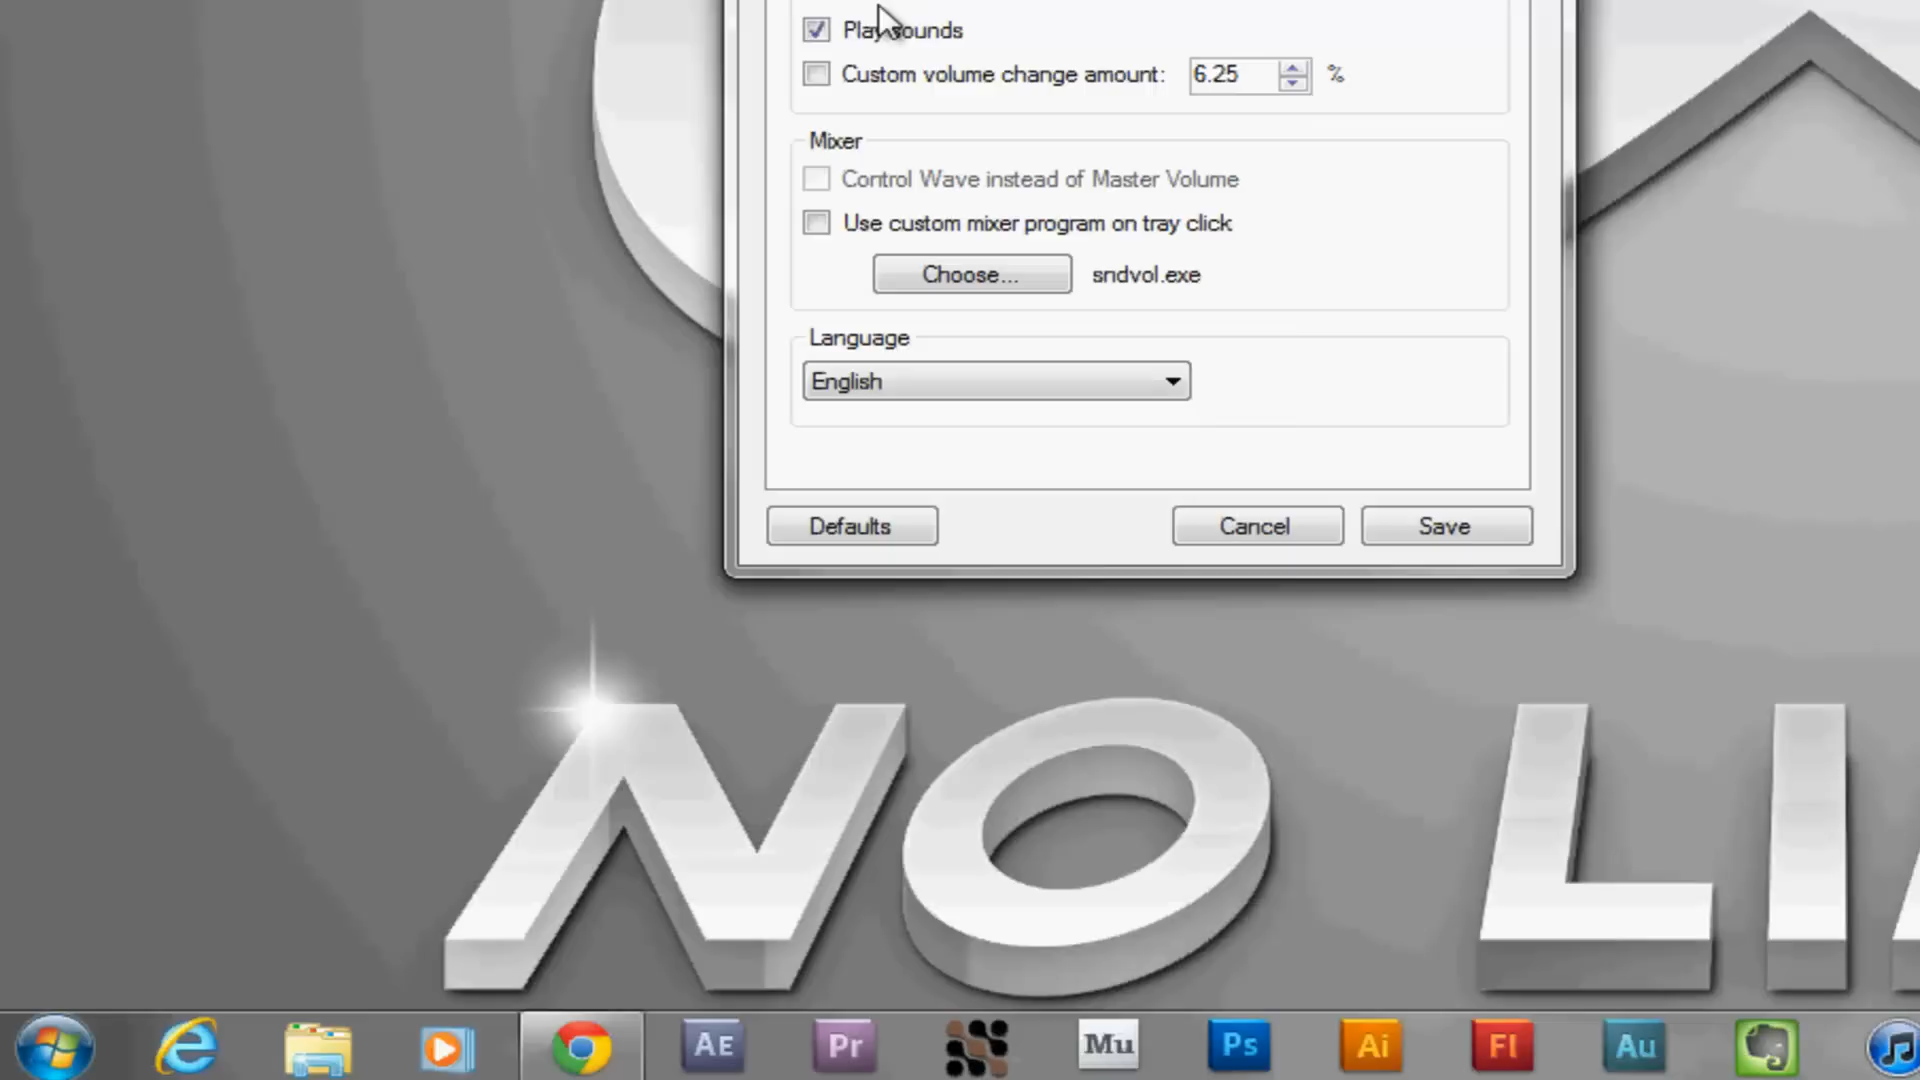 Play sounds
Custom volume change amount: 6.25 %
Mixer
Control Wave instead of Master Volume
Use custom mixer program on tray click
Choose... sndvol.exe
Language
English
Defaults Cancel Save
NO LI
AE Pr Mu Ps Ai Fl Au